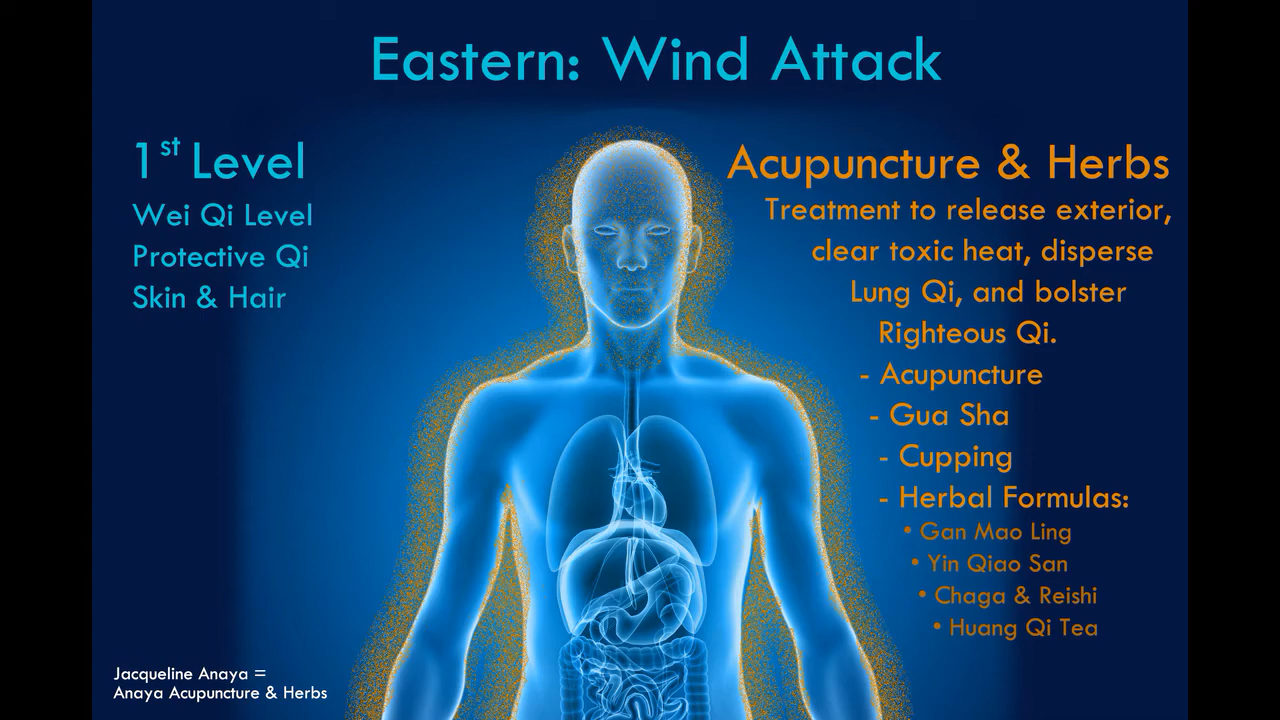 Eastern: Wind Attack
1st Level
Wei Qi Level
Protective Qi
Skin & Hair
Acupuncture & Herbs
Treatment to release exterior,
clear toxic heat, disperse
Lung Qi, and bolster
Righteous Qi.
- Acupuncture
- Gua Sha
- Cupping
- Herbal Formulas:
• Gan Mao Ling
• Yin Qiao San
• Chaga & Reishi
• Huang Qi Tea
Jacqueline Anaya =
Anaya Acupuncture & Herbs